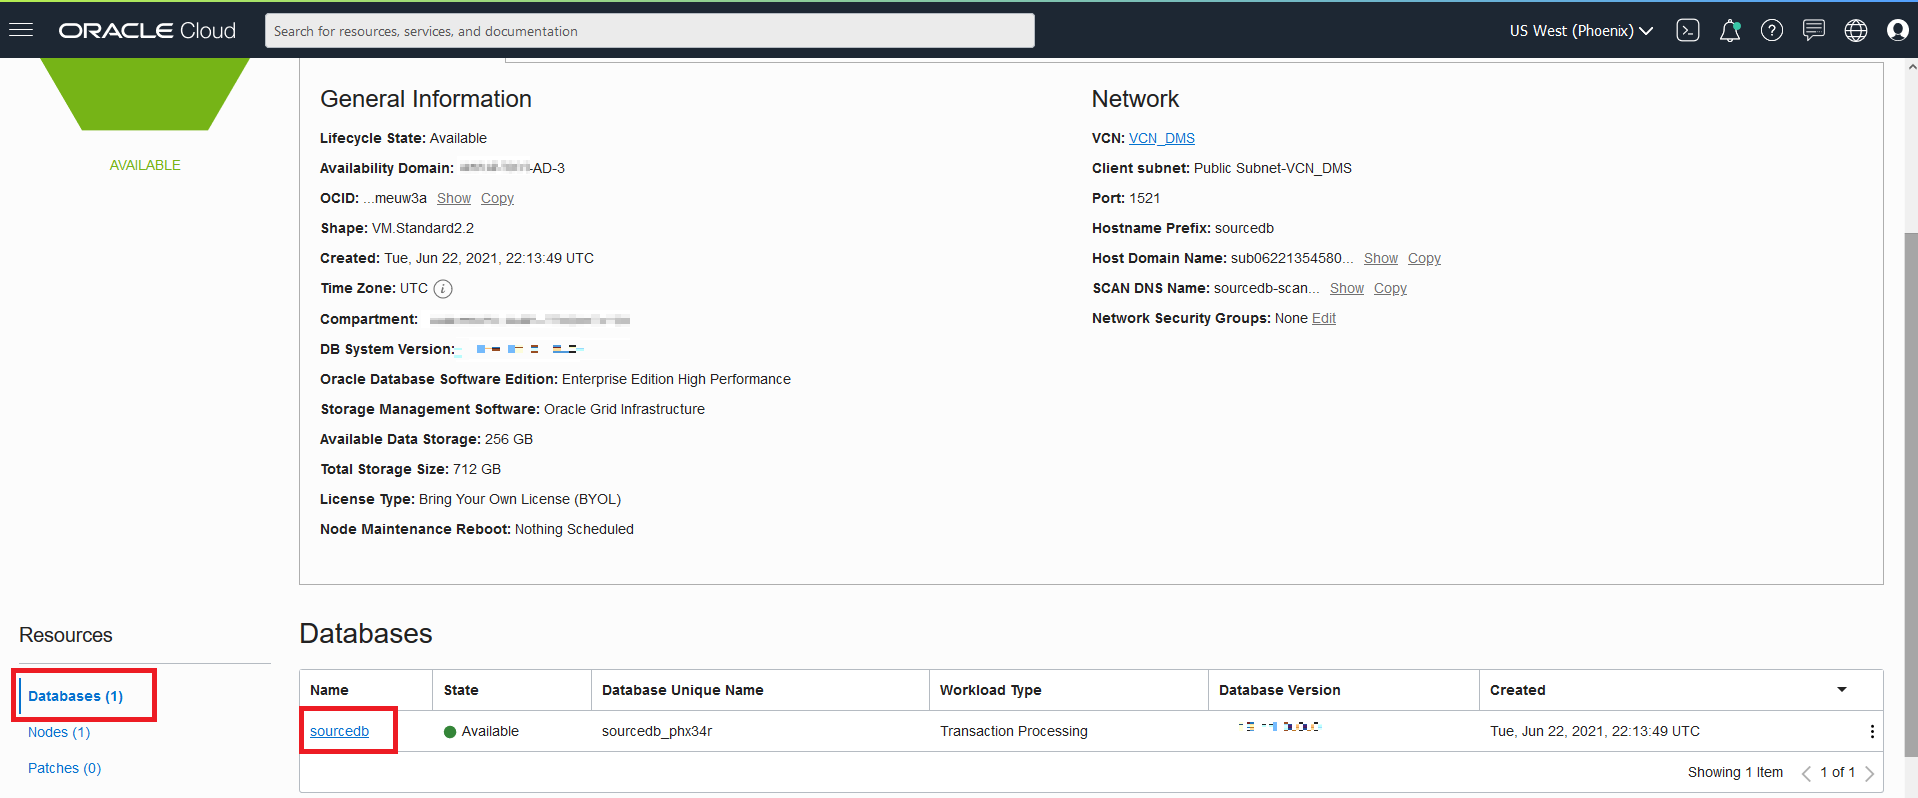 ORACLE Cloud
Search for resources, services, and documentation
US West (Phoenix)
AVAILABLE
General Information
Lifecycle State: Available
Availability Domain: -AD-3
OCID: ...meuw3a Show Copy
Shape: VM.Standard2.2
Created: Tue, Jun 22, 2021, 22:13:49 UTC
Time Zone: UTC
Compartment:
DB System Version:
Oracle Database Software Edition: Enterprise Edition High Performance
Storage Management Software: Oracle Grid Infrastructure
Available Data Storage: 256 GB
Total Storage Size: 712 GB
License Type: Bring Your Own License (BYOL)
Node Maintenance Reboot: Nothing Scheduled
Network
VCN: VCN_DMS
Client subnet: Public Subnet-VCN_DMS
Port: 1521
Hostname Prefix: sourcedb
Host Domain Name: sub06221354580... Show Copy
SCAN DNS Name: sourcedb-scan... Show Copy
Network Security Groups: None Edit
Resources
Databases (1)
Nodes (1)
Patches (0)
Databases
Name State Database Unique Name Workload Type Database Version Created
sourcedb Available sourcedb_phx34r Transaction Processing Tue, Jun 22, 2021, 22:13:49 UTC
Showing 1 Item 1 of 1